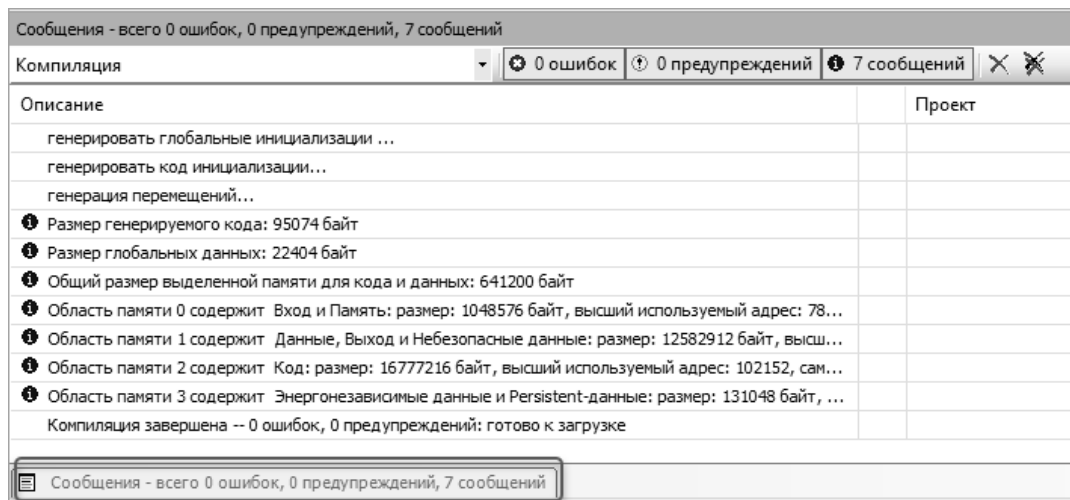 Сообщения - всего 0 ошибок, 0 предупреждений, 7 сообщений
Компиляция 0 ошибок 0 предупреждений 7 сообщений
Описание Проект
генерировать глобальные инициализации ...
генерировать код инициализации...
генерация перемещений...
Размер генерируемого кода: 95074 байт
Размер глобальных данных: 22404 байт
Общий размер выделенной памяти для кода и данных: 641200 байт
Область памяти 0 содержит Вход и Память: размер: 1048576 байт, высший используемый адрес: 78...
Область памяти 1 содержит Данные, Выход и Небезопасные данные: размер: 12582912 байт, высш...
Область памяти 2 содержит Код: размер: 16777216 байт, высший используемый адрес: 102152, сам...
Область памяти 3 содержит Энергонезависимые данные и Persistent-данные: размер: 131048 байт, ...
Компиляция завершена -- 0 ошибок, 0 предупреждений: готово к загрузке
Сообщения - всего 0 ошибок, 0 предупреждений, 7 сообщений